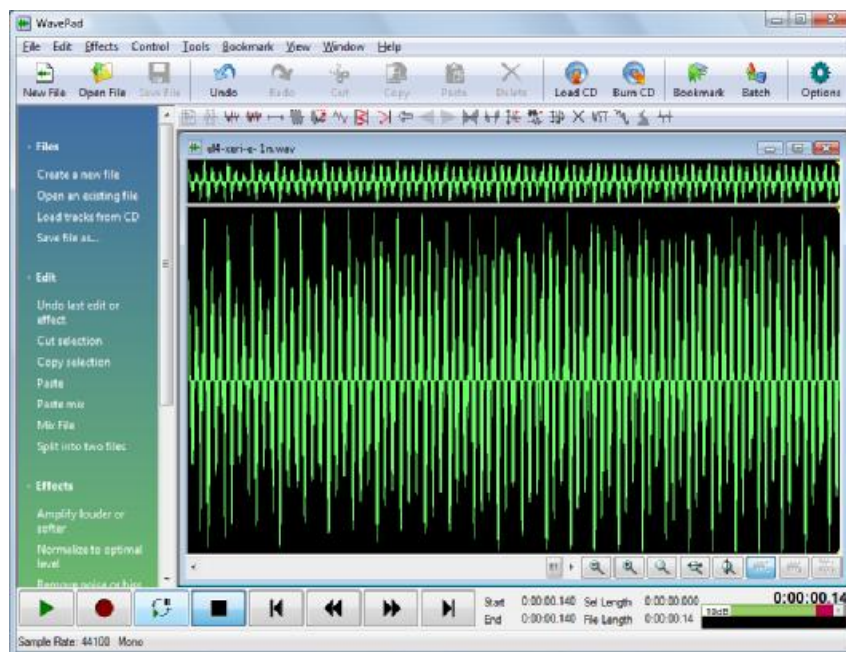 WavePad
File Edit Effects Control Tools Bookmark View Window Help
New File Open File Save File Undo Redo Cut Copy Paste Delete Load CD Burn CD Bookmark Batch Options
VST
Files
Create a new file
Open an existing file
Load tracks from CD
Save file as...
Edit
Undo last edit or
effect
Cut selection
Copy selection
Paste
Paste mix
Mix File
Split into two files
Effects
Amplify louder or
softer
Normalize to optimal
level
Remove noise or hiss
Start 0:00:00.140 Sel Length 0:00:00.000 0:00:00.14
End 0:00:00.140 File Length 0:00:00.14
Sample Rate: 44100 Mono